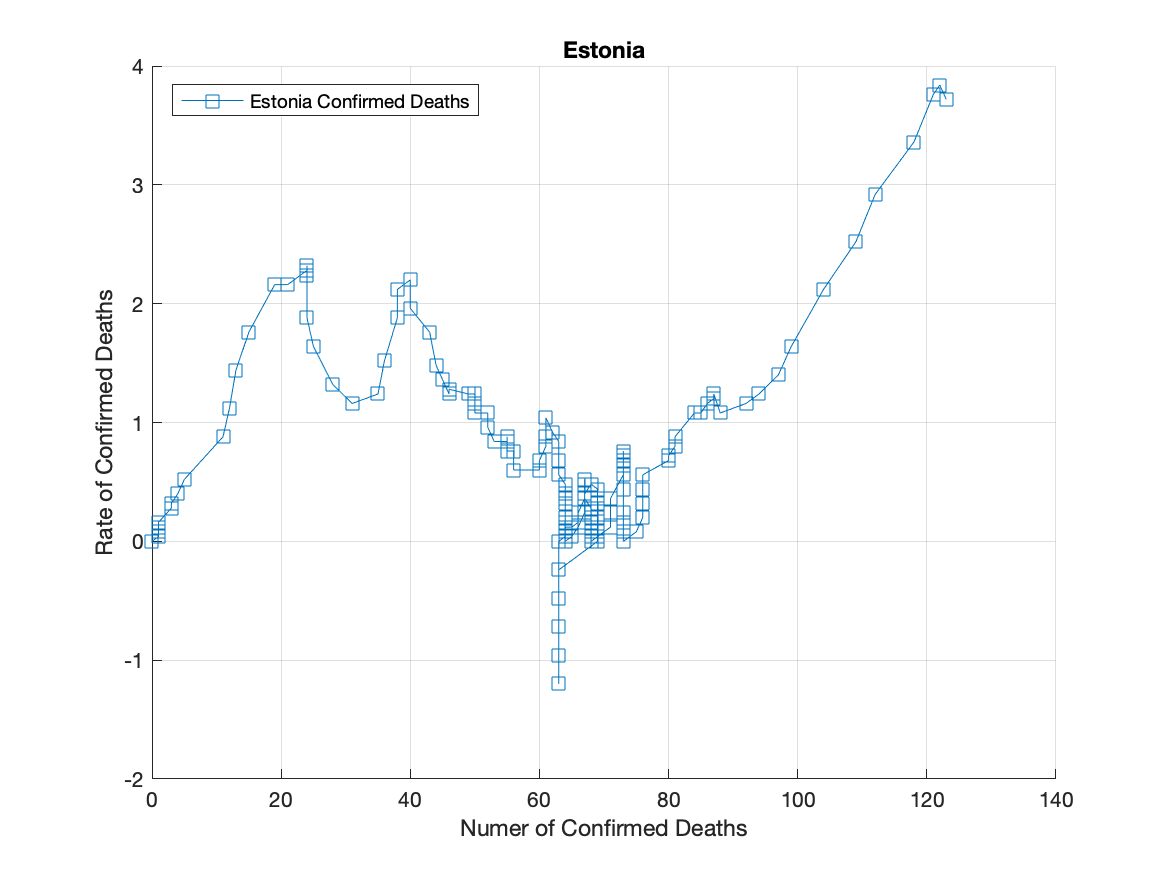 Estonia
Estonia Confirmed Deaths
4
3
2
1
0
-1
-2
Rate of Confirmed Deaths
0 20 40 60 80 100 120 140
Numer of Confirmed Deaths